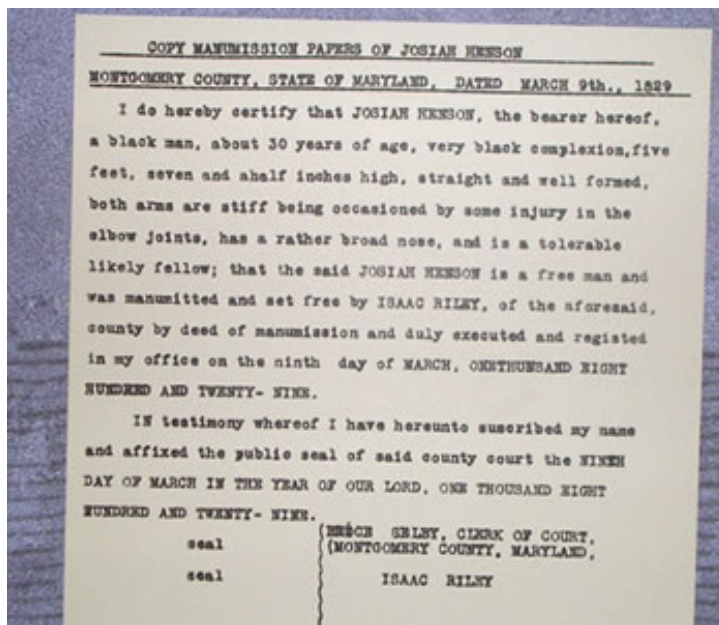 COPY MANUMISSION PAPERS OF JOSIAH HENSON
MONTGOMERY COUNTY, STATE OF MARYLAND, DATED MARCH 9th., 1829
I do hereby certify that JOSIAH HENSON, the bearer hereof,
a black man, about 30 years of age, very black complexion,five
feet, seven and ahalf inches high, straight and well formed,
both arms are stiff being occasioned by some injury in the
elbow joints, has a rather broad nose, and is a tolerable
likely fellow; that the said JOSIAH HENSON is a free man and
was manumitted and set free by ISAAC RILEY, of the aforesaid,
county by deed of manumission and duly executed and registed
in my office on the ninth day of MARCH, ONETHUNSAND EIGHT
HUNDRED AND TWENTY- NINE.
IN testimony whereof I have hereunto suscribed my name
and affixed the public seal of said county court the NINEH
DAY OF MARCH IN THE YEAR OF OUR LORD, ONE THOUSAND EIGHT
HUNDRED AND TWENTY- NINE.
seal (BRICE SELBY, CLERK OF COURT,
(MONTGOMERY COUNTY, MARYLAND,
seal ISAAC RILEY